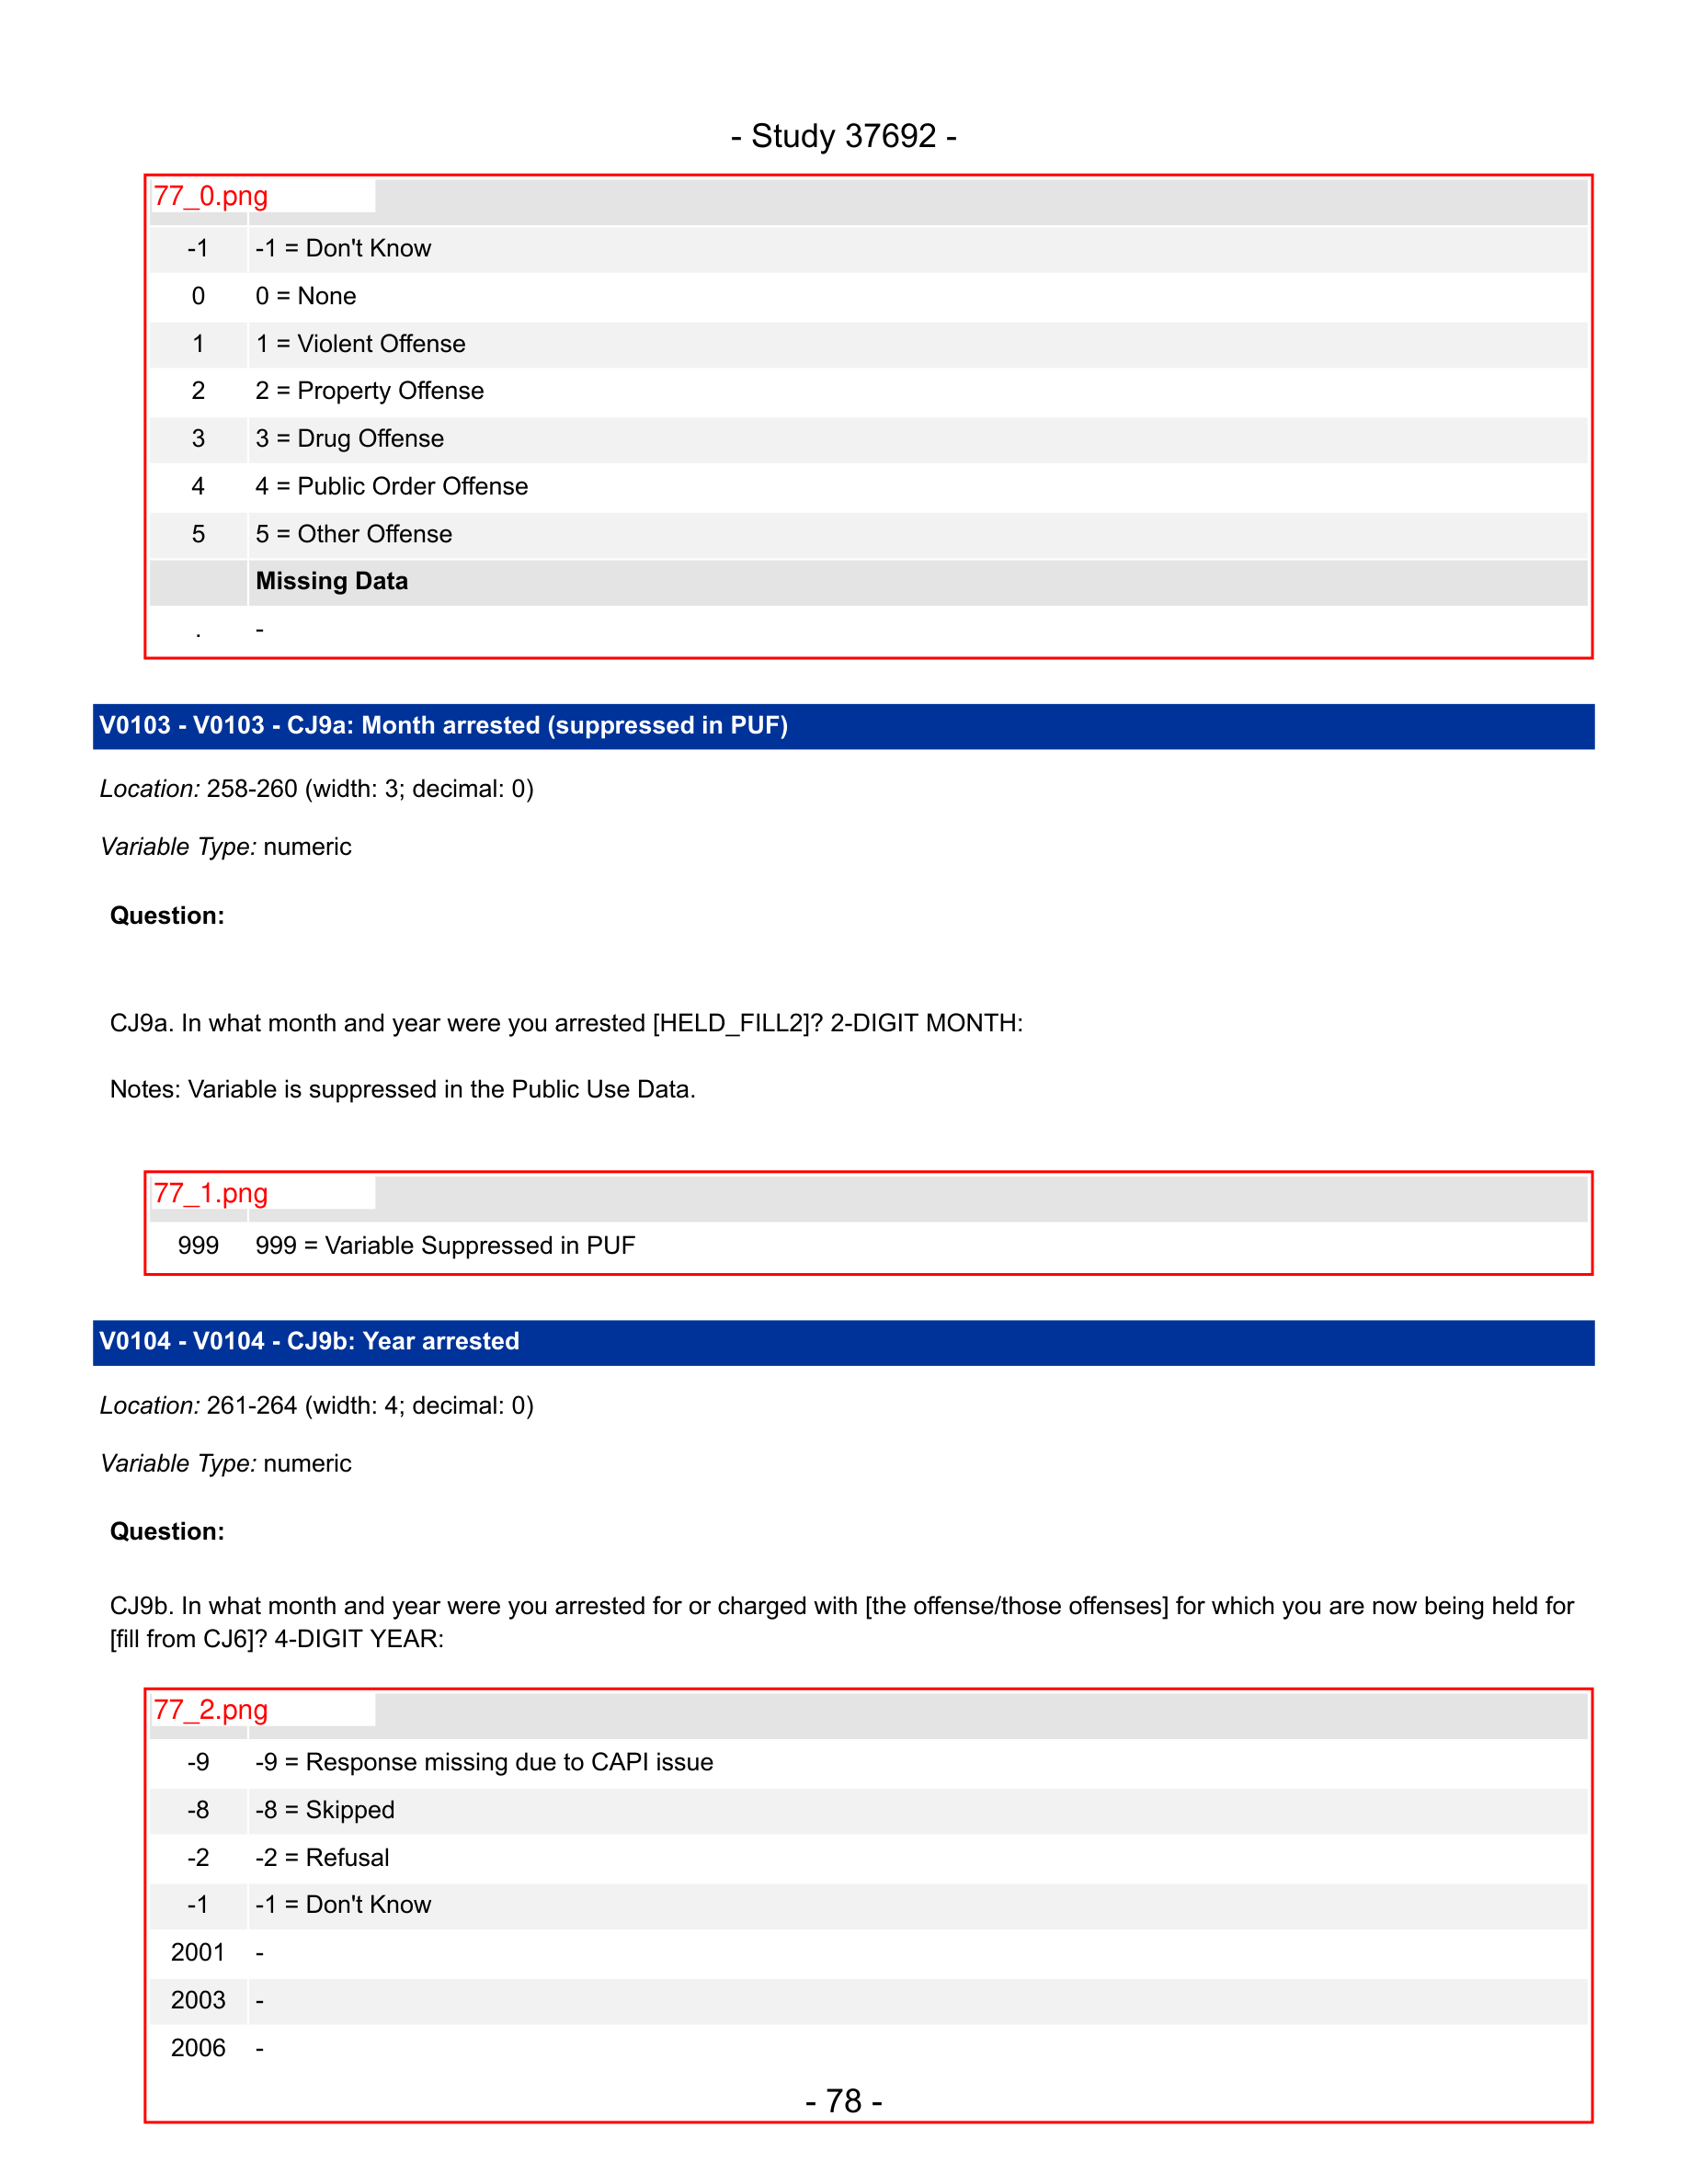 - Study 37692 -
77_0.png
-1 -1 = Don't Know
0 0 = None
1 1 = Violent Offense
2 2 = Property Offense
3 3 = Drug Offense
4 4 = Public Order Offense
5 5 = Other Offense
Missing Data
. -
V0103 - V0103 - CJ9a: Month arrested (suppressed in PUF)
Location: 258-260 (width: 3; decimal: 0)
Variable Type: numeric
Question:
CJ9a. In what month and year were you arrested [HELD_FILL2]? 2-DIGIT MONTH:
Notes: Variable is suppressed in the Public Use Data.
77_1.png
999 999 = Variable Suppressed in PUF
V0104 - V0104 - CJ9b: Year arrested
Location: 261-264 (width: 4; decimal: 0)
Variable Type: numeric
Question:
CJ9b. In what month and year were you arrested for or charged with [the offense/those offenses] for which you are now being held for
[fill from CJ6]? 4-DIGIT YEAR:
77_2.png
-9 -9 = Response missing due to CAPI issue
-8 -8 = Skipped
-2 -2 = Refusal
-1 -1 = Don't Know
2001 -
2003 -
2006 -
- 78 -